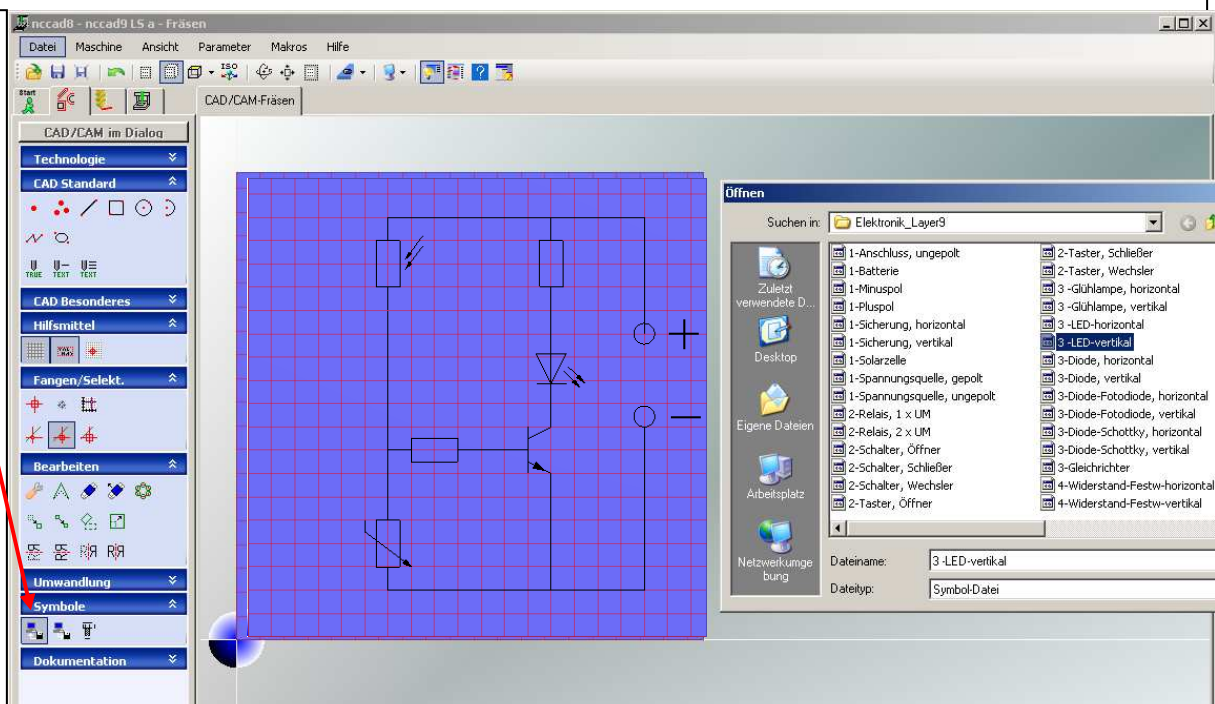 nccad8 - nccad9 LS a - Fräsen
Datei Maschine Ansicht Parameter Makros Hilfe
ISO
Start
CAD/CAM-Fräsen
CAD/CAM im Dialog
Technologie
CAD Standard
TRUE TEXT TEXT
CAD Besonderes
Hilfsmittel
Fangen/Selekt.
Bearbeiten
Umwandlung
Symbole
Dokumentation
Öffnen
Suchen in: Elektronik_Layer9
Zuletzt
verwendete D...
Desktop
Eigene Dateien
Arbeitsplatz
Netzwerkumge
bung
1-Anschluss, ungepolt
1-Batterie
1-Minuspol
1-Pluspol
1-Sicherung, horizontal
1-Sicherung, vertikal
1-Solarzelle
1-Spannungsquelle, gepolt
1-Spannungsquelle, ungepolt
2-Relais, 1 x UM
2-Relais, 2 x UM
2-Schalter, Öffner
2-Schalter, Schließer
2-Schalter, Wechsler
2-Taster, Öffner
2-Taster, Schließer
2-Taster, Wechsler
3 -Glühlampe, horizontal
3 -Glühlampe, vertikal
3 -LED-horizontal
3 -LED-vertikal
3-Diode, horizontal
3-Diode, vertikal
3-Diode-Fotodiode, horizontal
3-Diode-Fotodiode, vertikal
3-Diode-Schottky, horizontal
3-Diode-Schottky, vertikal
3-Gleichrichter
4-Widerstand-Festw-horizontal
4-Widerstand-Festw-vertikal
Dateiname: 3 -LED-vertikal
Dateityp: Symbol-Datei